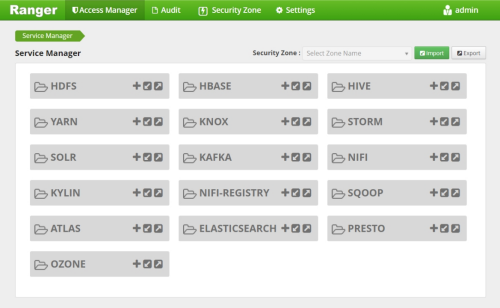 Ranger Access Manager Audit Security Zone Settings admin
Service Manager
Service Manager Security Zone : Select Zone Name Import Export
HDFS HBASE HIVE
YARN KNOX STORM
SOLR KAFKA NIFI
KYLIN NIFI-REGISTRY SQOOP
ATLAS ELASTICSEARCH PRESTO
OZONE